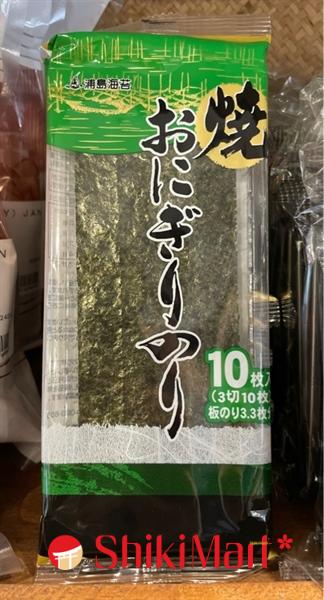 浦島海苔
焼
おにぎりのり
10枚入
(3切10枚)
板のり3.3枚
Y) JAN
N
ShikiMart*